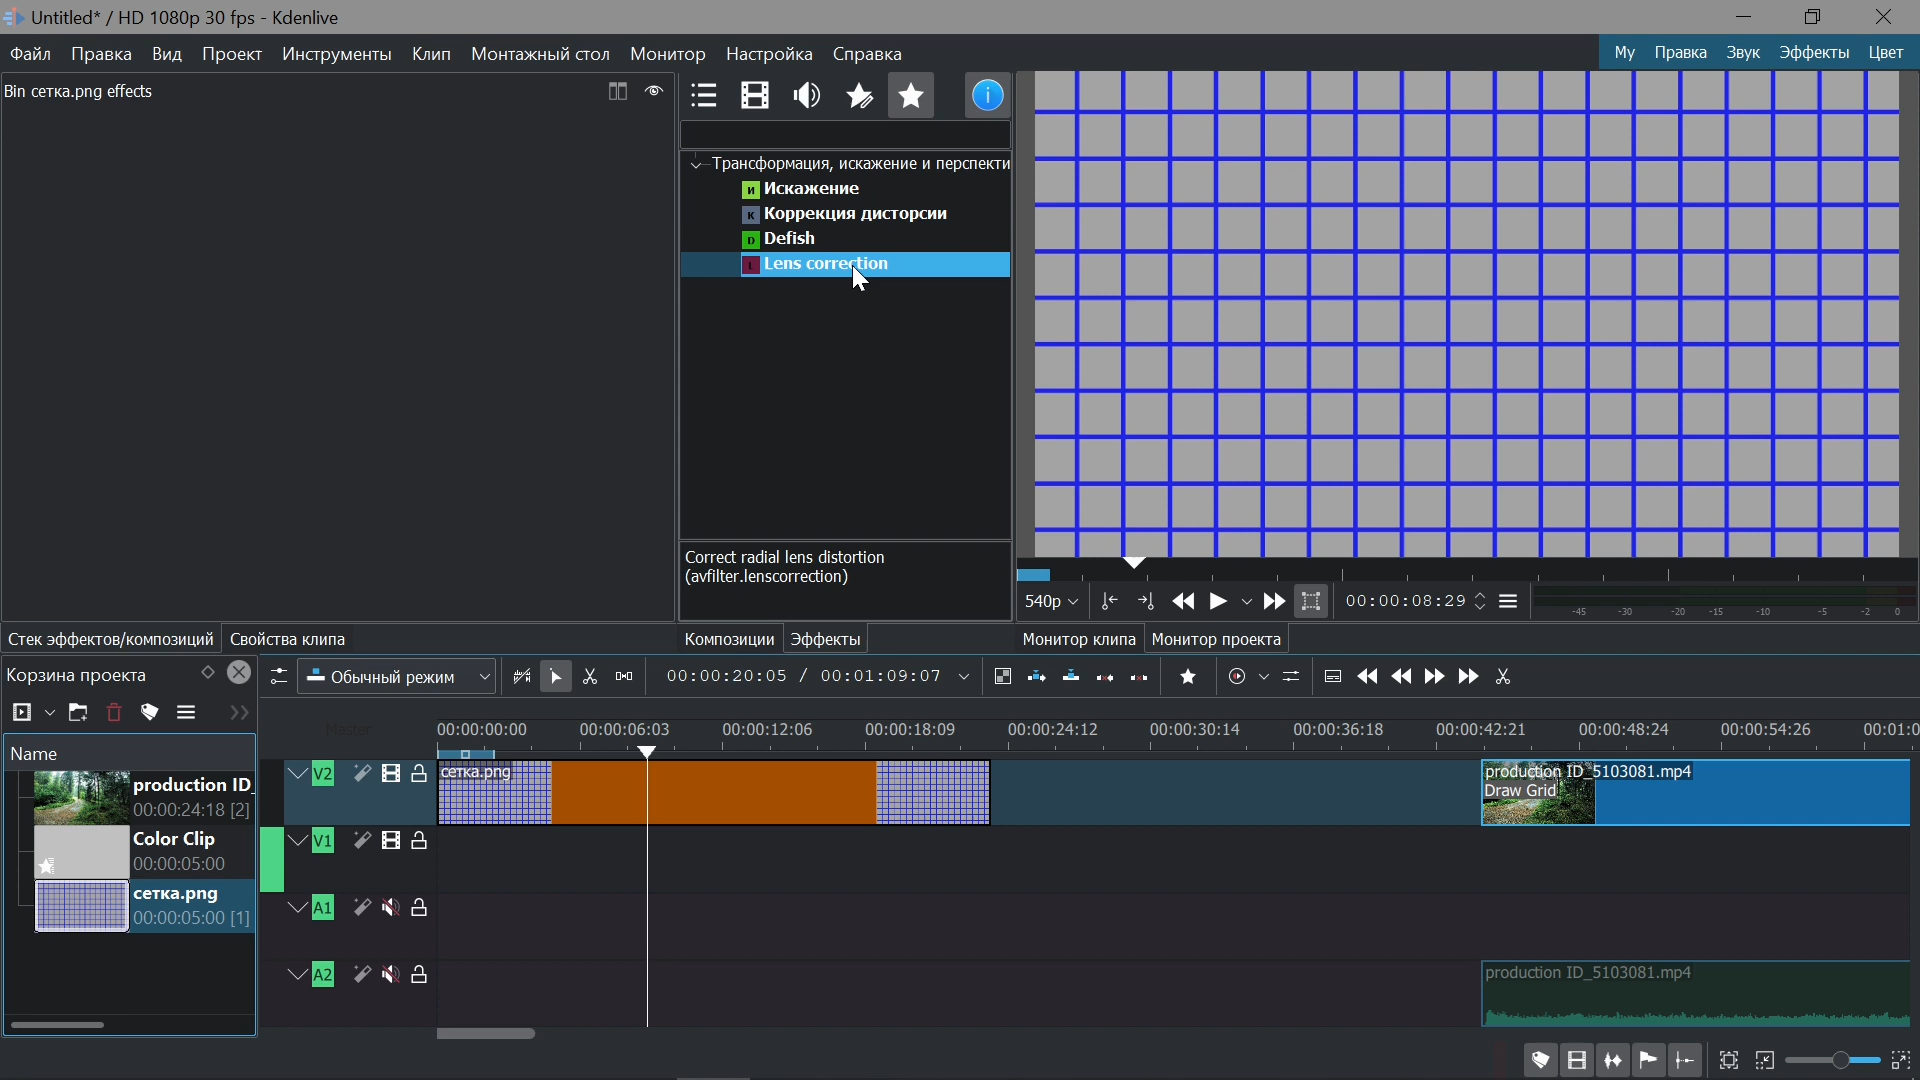 Untitled* / HD 1080p 30 fps - Kdenlive
Файл Правка Вид Проект Инструменты Клип Монтажный стол Монитор Настройка Справка
My Правка Звук Эффекты Цвет
Bin сетка.png effects
Трансформация, искажение и перспекти
и Искажение
к Коррекция дисторсии
D Defish
L Lens correction
Correct radial lens distortion
(avfilter.lenscorrection)
540p
00:00:08:29
-45 -30 -20 -15 -10 -5 -2 0
Стек эффектов/композиций Свойства клипа
Композиции Эффекты
Монитор клипа Монитор проекта
Корзина проекта
Обычный режим
00:00:20:05 / 00:01:09:07
Name
production ID_
00:00:24:18 [2]
Color Clip
00:00:05:00
сетка.png
00:00:05:00 [1]
Master
00:00:00:00 00:00:06:03 00:00:12:06 00:00:18:09 00:00:24:12 00:00:30:14 00:00:36:18 00:00:42:21 00:00:48:24 00:00:54:26 00:01:0
V2
сетка.png
production ID_5103081.mp4
Draw Grid
V1
A1
A2
production ID_5103081.mp4